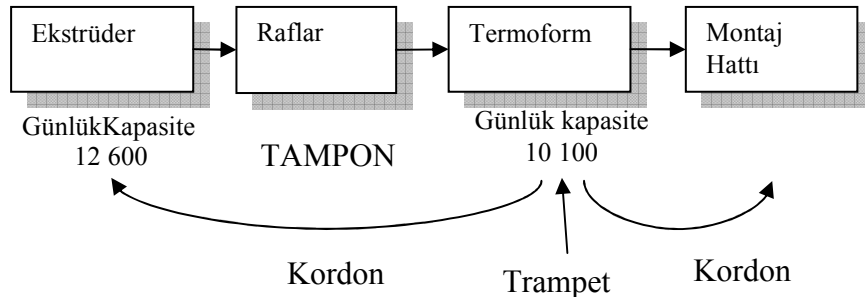 Ekstrüder
Raflar
Termoform
Montaj
Hattı
GünlükKapasite
12 600
TAMPON
Günlük kapasite
10 100
Kordon
Trampet
Kordon